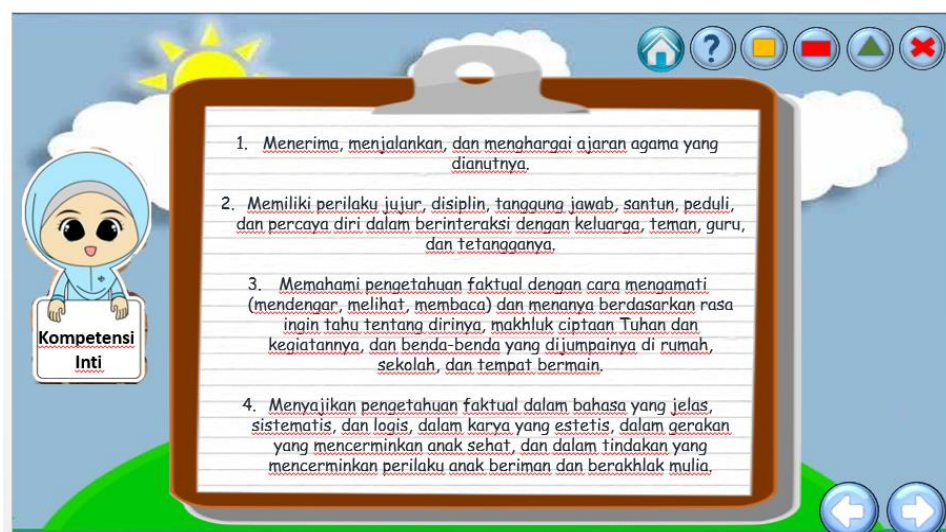 ?
1. Menerima, menjalankan, dan menghargai ajaran agama yang
dianutnya.
2. Memiliki perilaku jujur, disiplin, tanggung jawab, santun, peduli,
dan percaya diri dalam berinteraksi dengan keluarga, teman, guru,
dan tetangganya.
3. Memahami pengetahuan faktual dengan cara mengamati
(mendengar, melihat, membaca) dan menanya berdasarkan rasa
ingin tahu tentang dirinya, makhluk ciptaan Tuhan dan
kegiatannya, dan benda-benda yang dijumpainya di rumah,
sekolah, dan tempat bermain.
4. Menyajikan pengetahuan faktual dalam bahasa yang jelas,
sistematis, dan logis, dalam karya yang estetis, dalam gerakan
yang mencerminkan anak sehat, dan dalam tindakan yang
mencerminkan perilaku anak beriman dan berakhlak mulia.
Kompetensi
Inti